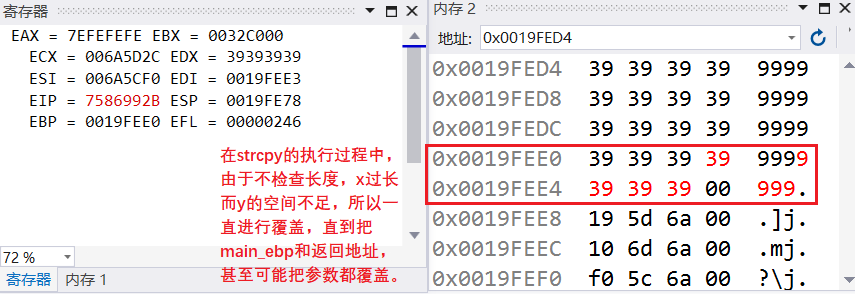 寄存器
EAX = 7EFEFEFE EBX = 0032C000
ECX = 006A5D2C EDX = 39393939
ESI = 006A5CF0 EDI = 0019FEE3
EIP = 7586992B ESP = 0019FE78
EBP = 0019FEE0 EFL = 00000246
在strcpy的执行过程中,
由于不检查长度，x过长
而y的空间不足，所以一
直进行覆盖，直到把
main_ebp和返回地址，
甚至可能把参数都覆盖。
72 %
寄存器 内存 1
内存 2
地址: 0x0019FED4
0x0019FED4 39 39 39 39 9999
0x0019FED8 39 39 39 39 9999
0x0019FEDC 39 39 39 39 9999
0x0019FEE0 39 39 39 39 9999
0x0019FEE4 39 39 39 00 999.
0x0019FEE8 19 5d 6a 00 .]j.
0x0019FEEC 10 6d 6a 00 .mj.
0x0019FEF0 f0 5c 6a 00 ?\j.